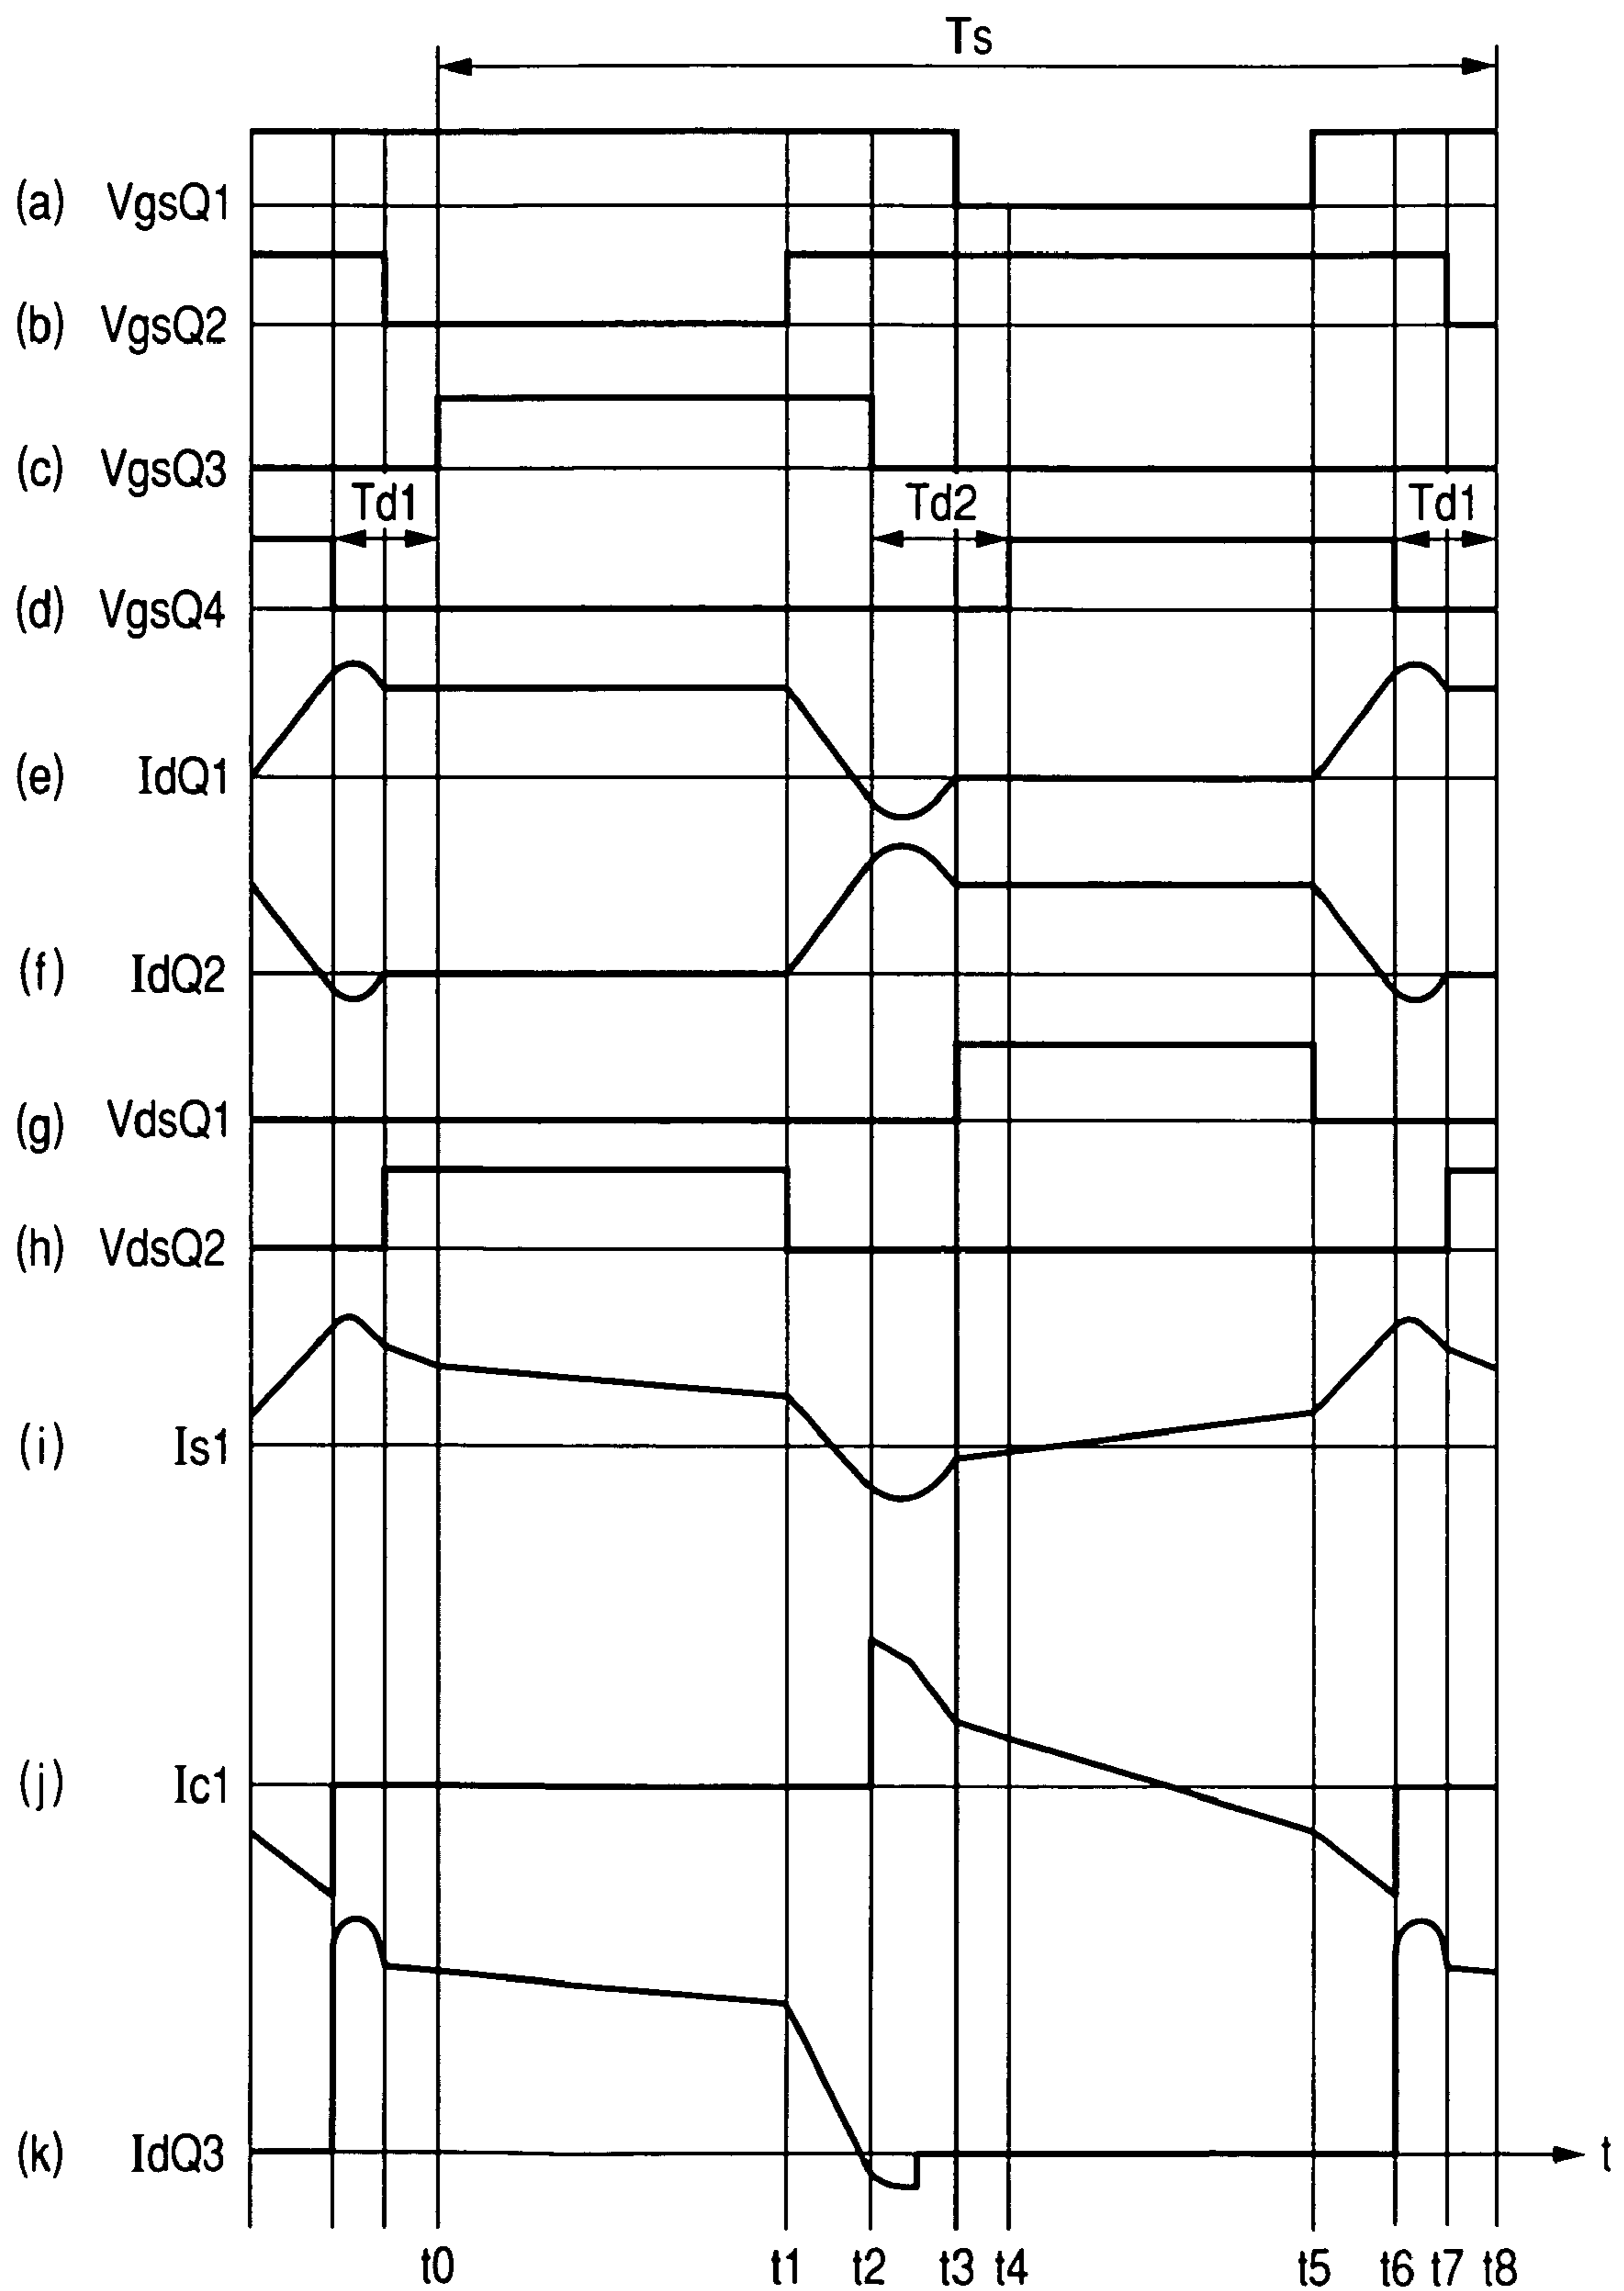 Ts
(a) VgsQ1
(b) VgsQ2
(c) VgsQ3
Td1 Td2 Td1
(d) VgsQ4
(e) IdQ1
(f) IdQ2
(g) VdsQ1
(h) VdsQ2
(i) Is1
(j) Ic1
(k) IdQ3 t
t0 t1 t2 t3 t4 t5 t6 t7 t8